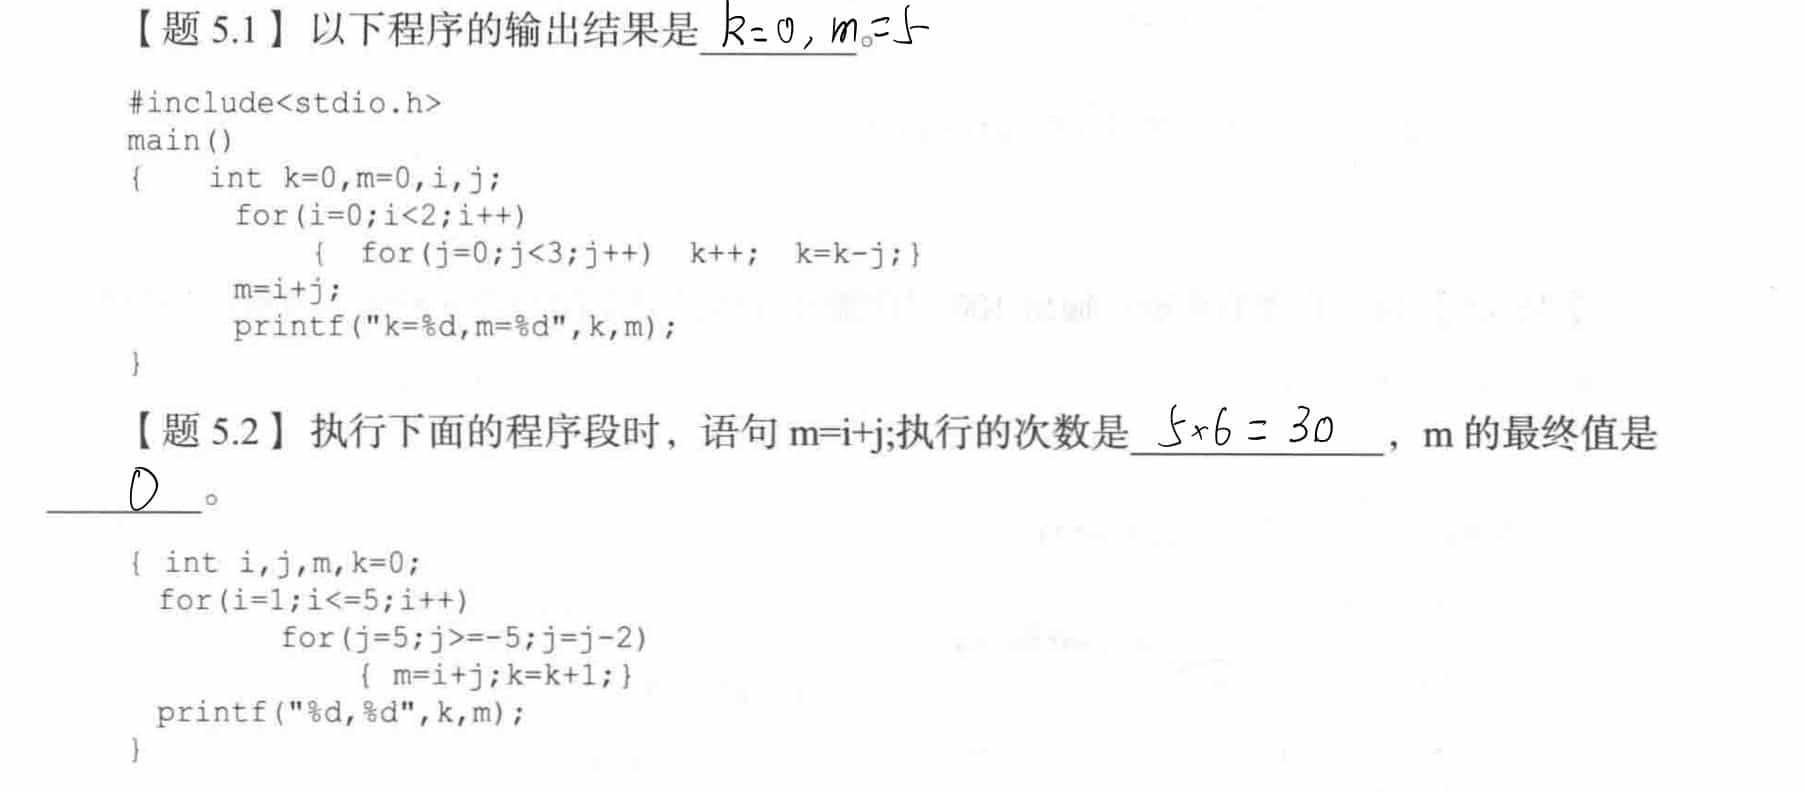 【题 5.1】以下程序的输出结果是 k=0, m=5。
#include<stdio.h>
main()
{ int k=0,m=0,i,j;
for(i=0;i<2;i++)
{ for(j=0;j<3;j++) k++; k=k-j;}
m=i+j;
printf("k=%d,m=%d",k,m);
}
【题 5.2】执行下面的程序段时，语句 m=i+j;执行的次数是 5×6=30 ，m 的最终值是
0 。
{ int i,j,m,k=0;
for(i=1;i<=5;i++)
for(j=5;j>=-5;j=j-2)
{ m=i+j;k=k+1;}
printf("%d,%d",k,m);
}